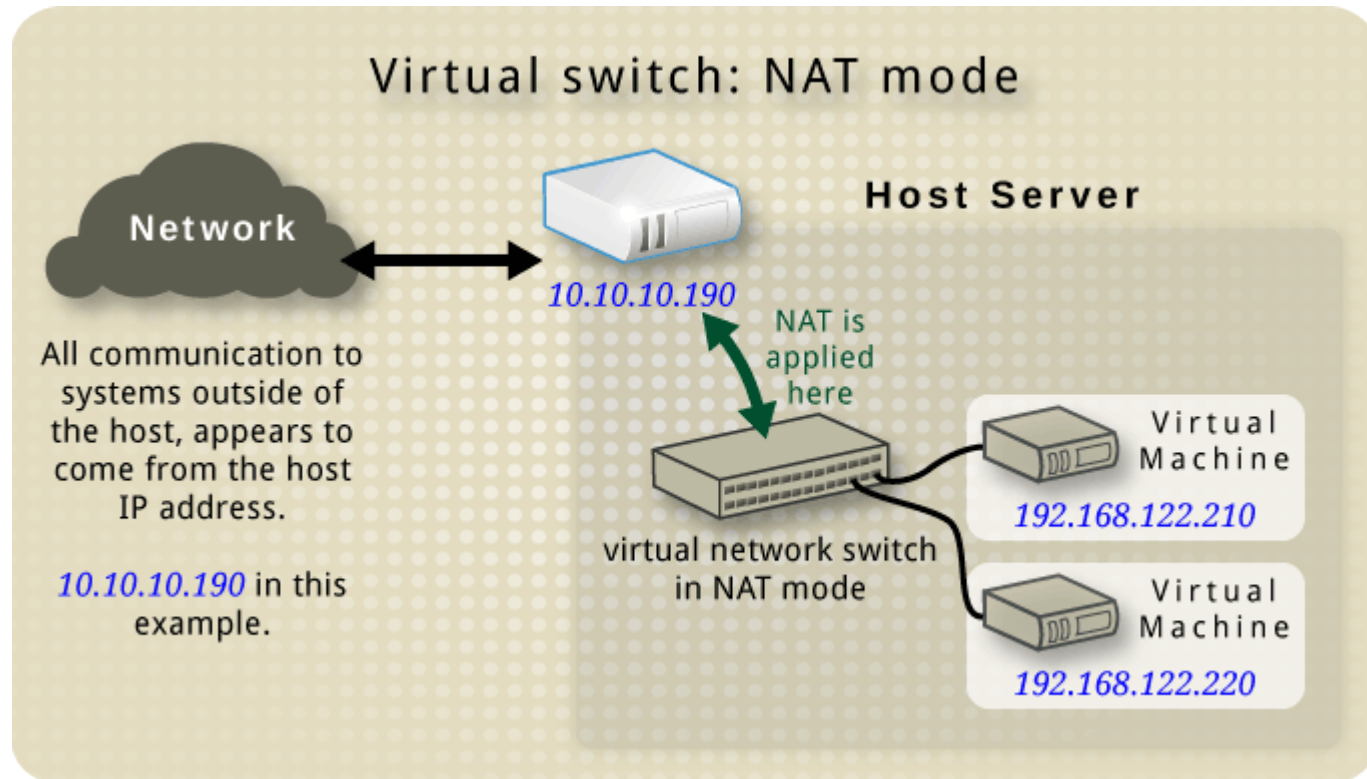 Virtual switch: NAT mode
Network
Host Server
10.10.10.190
NAT is
applied
here
All communication to
systems outside of
the host, appears to
come from the host
IP address.
10.10.10.190 in this
example.
virtual network switch
in NAT mode
Virtual
Machine
192.168.122.210
Virtual
Machine
192.168.122.220